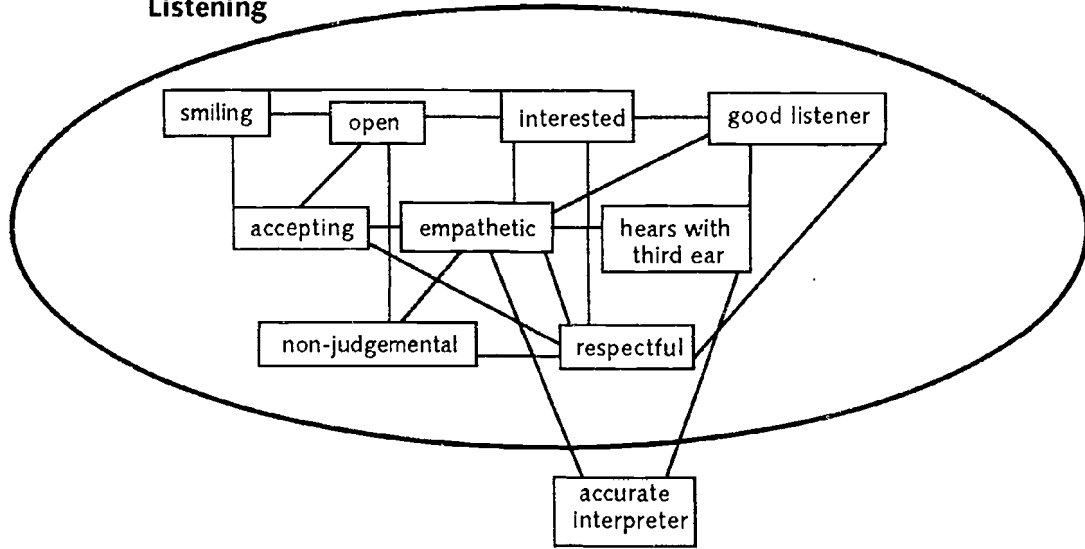 Listening
smiling
open
interested
good listener
accepting
empathetic
hears with
third ear
non-judgemental
respectful
accurate
interpreter